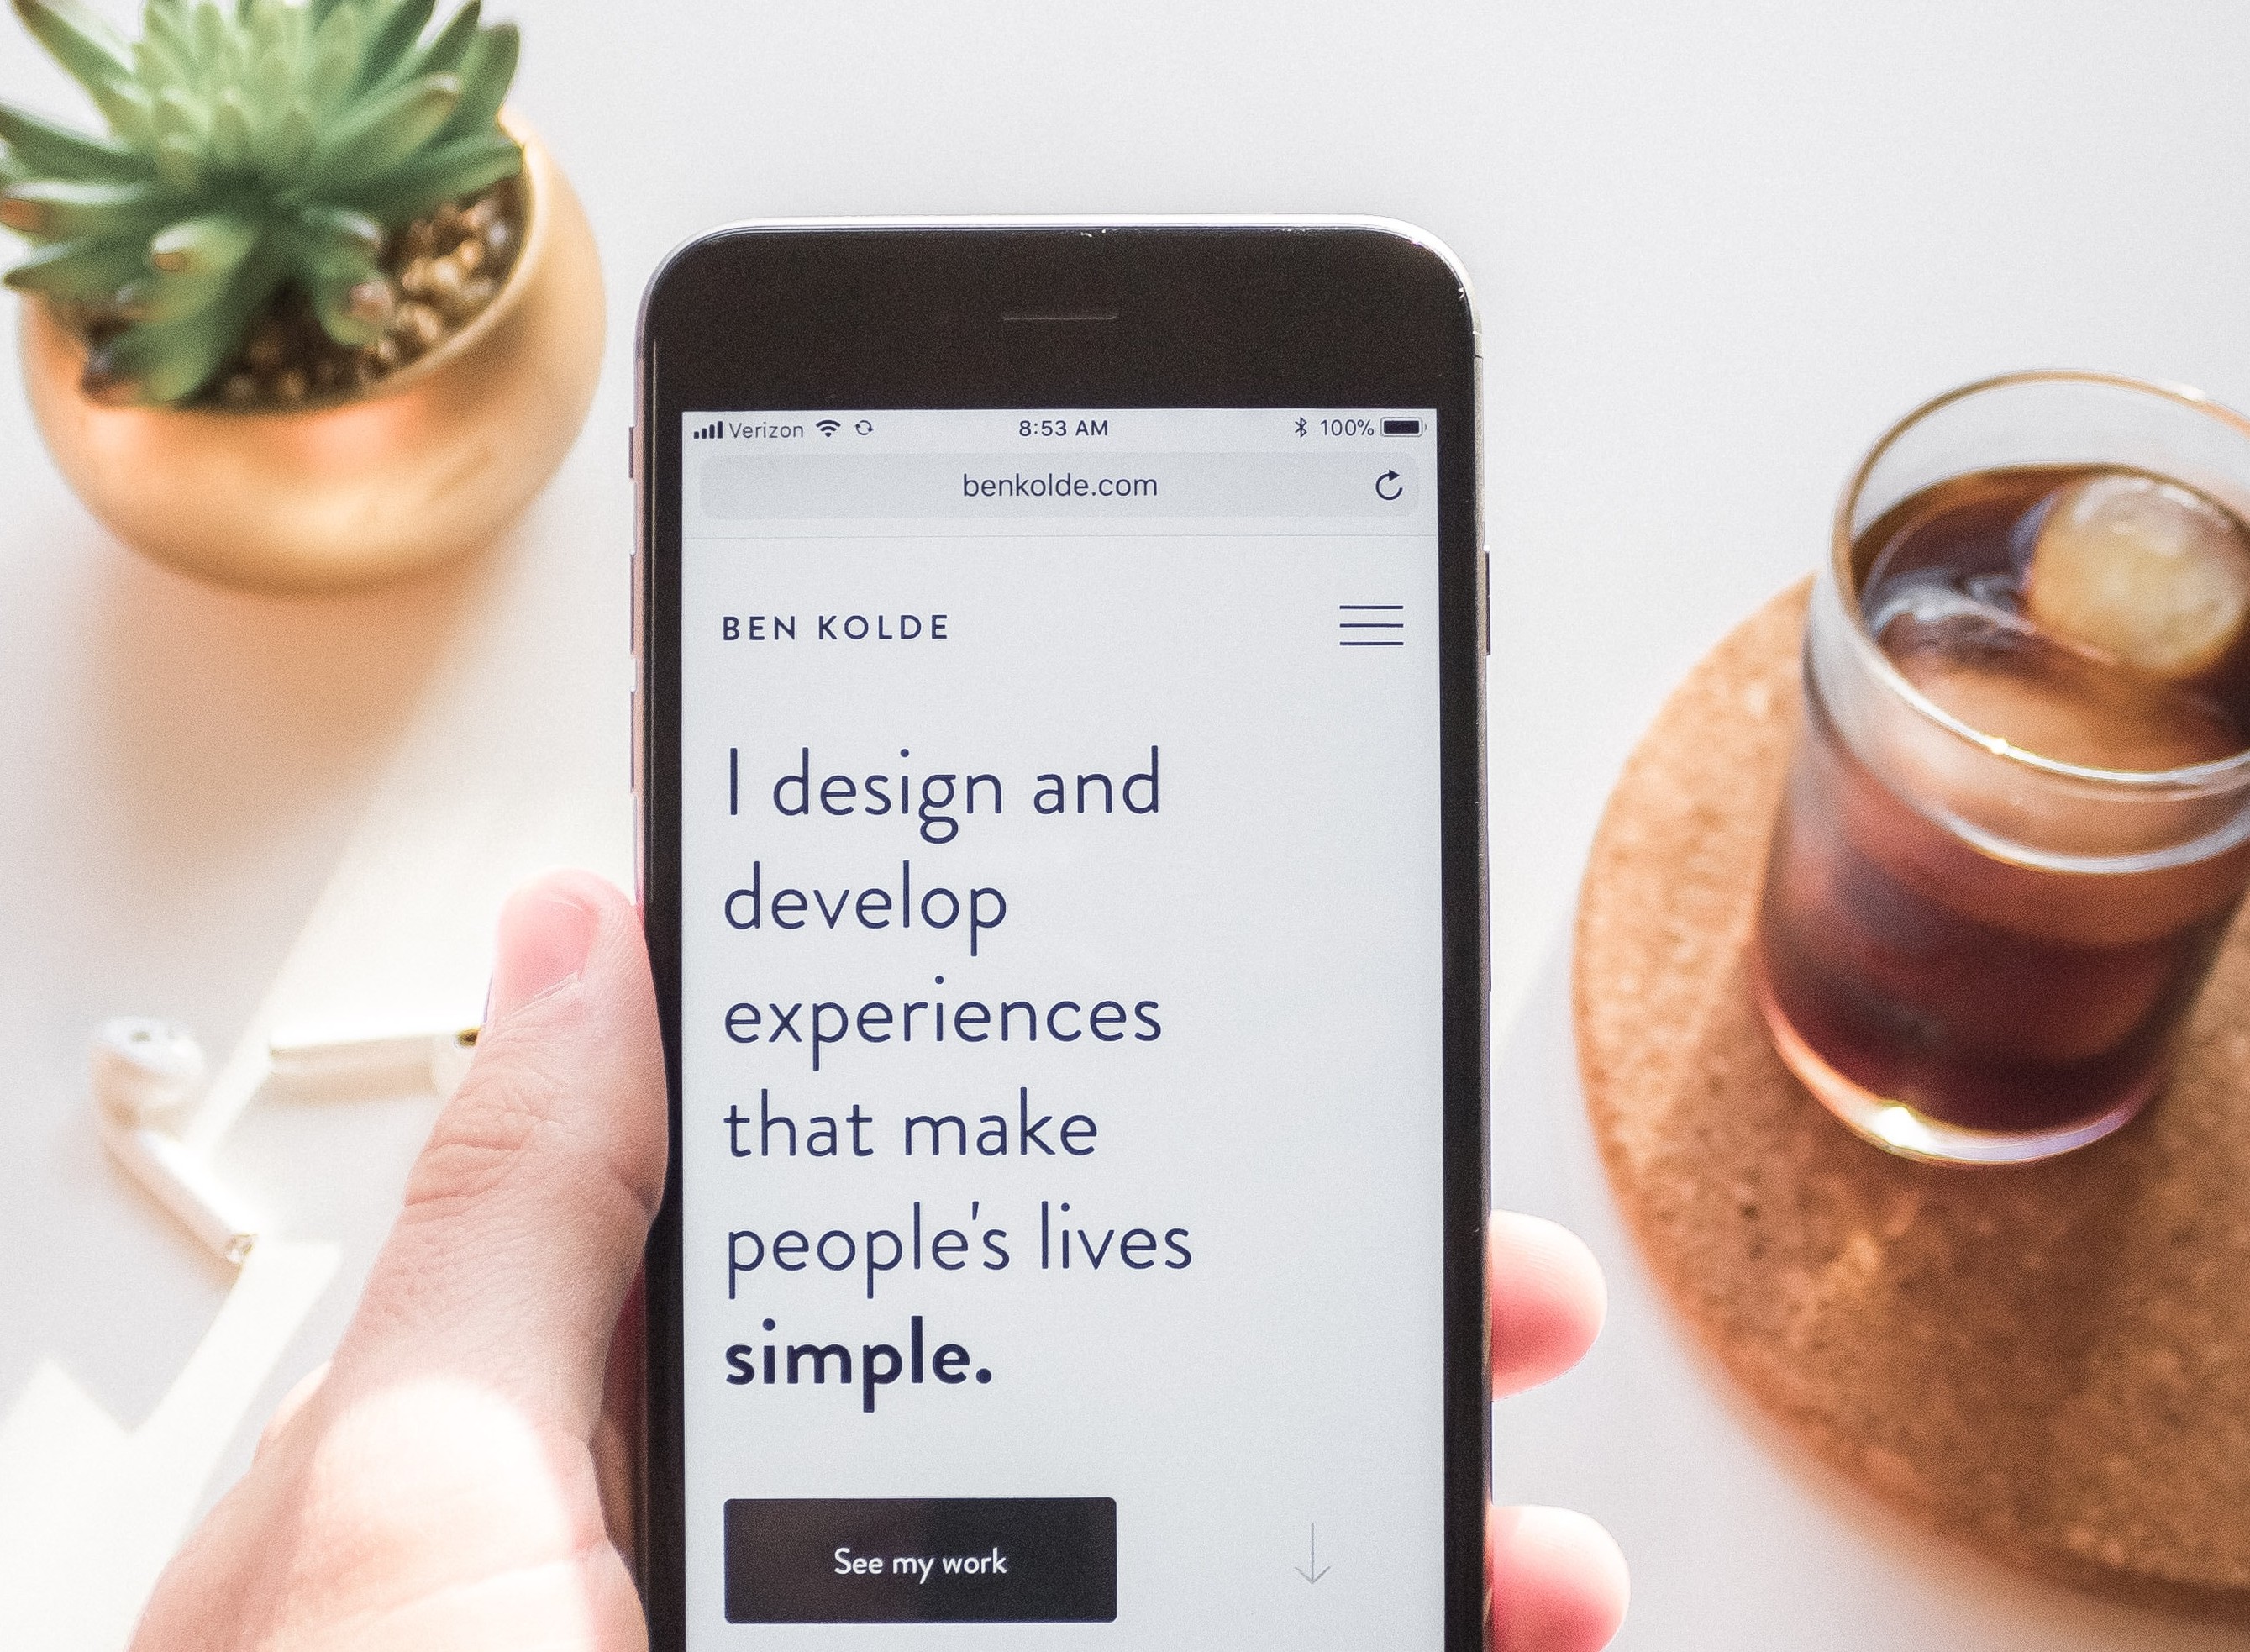 Verizon 8:53 AM 100%
benkolde.com
BEN KOLDE
I design and
develop
experiences
that make
people's lives
simple.
See my work